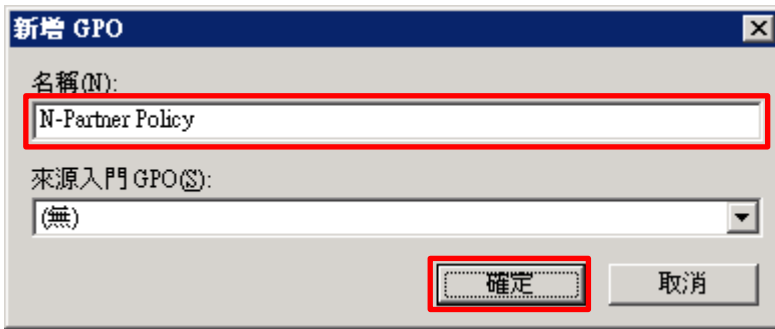 新增 GPO
名稱(N):
N-Partner Policy
來源入門 GPO(S):
(無)
確定
取消